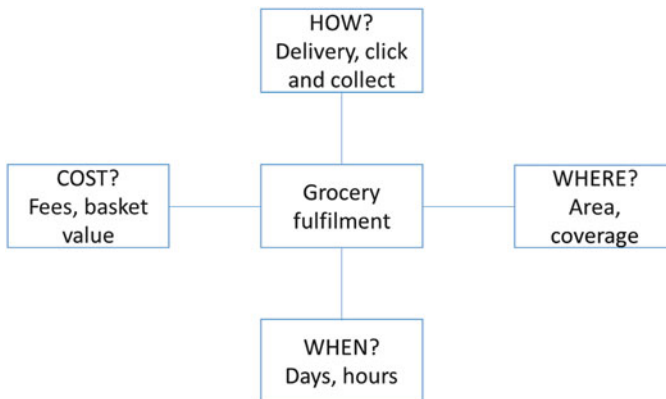 HOW?
Delivery, click
and collect
COST?
Fees, basket
value
Grocery
fulfilment
WHERE?
Area,
coverage
WHEN?
Days, hours